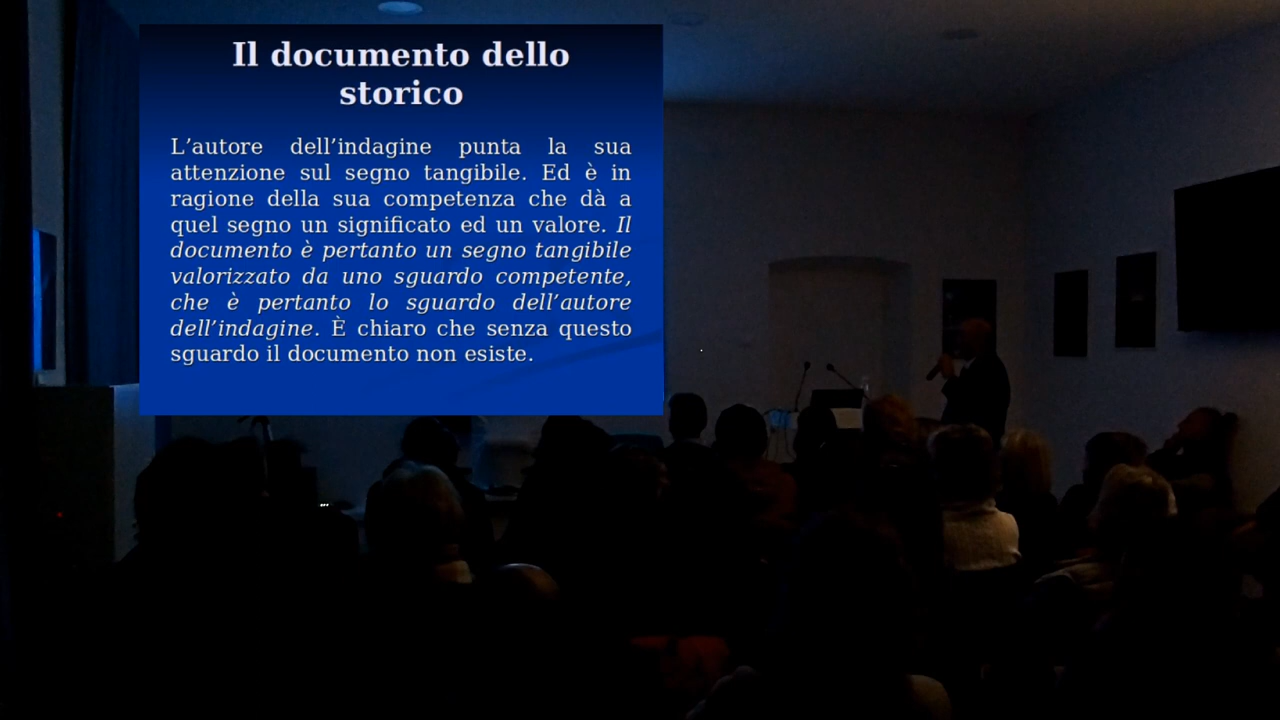 Il documento dello
storico
L’autore dell’indagine punta la sua
attenzione sul segno tangibile. Ed è in
ragione della sua competenza che dà a
quel segno un significato ed un valore. Il
documento è pertanto un segno tangibile
valorizzato da uno sguardo competente,
che è pertanto lo sguardo dell’autore
dell’indagine. È chiaro che senza questo
sguardo il documento non esiste.